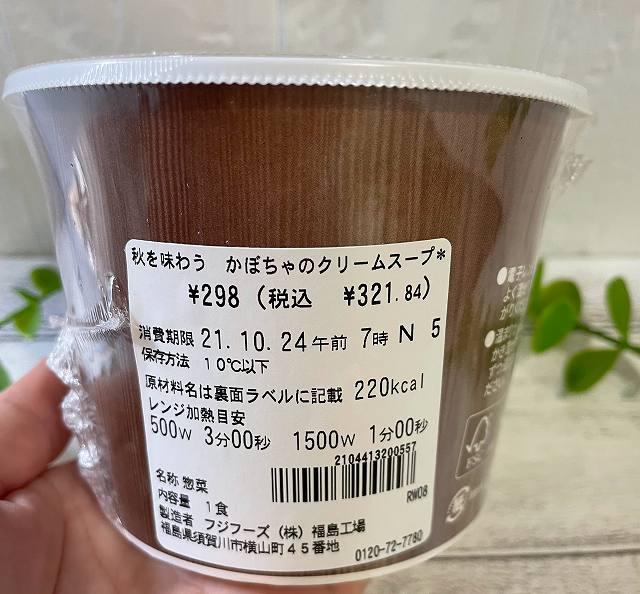 秋を味わう かぼちゃのクリームスープ*
¥298 (税込 ¥321.84)
消費期限 21.10.24午前 7時 N 5
保存方法 10℃以下
原材料名は裏面ラベルに記載 220kcal
レンジ加熱目安
500W 3分00秒 1500W 1分00秒
2104413200557
RW08
名称 惣菜
内容量 1食
製造者 フジフーズ(株)福島工場
福島県須賀川市横山町45番地
0120-72-7780